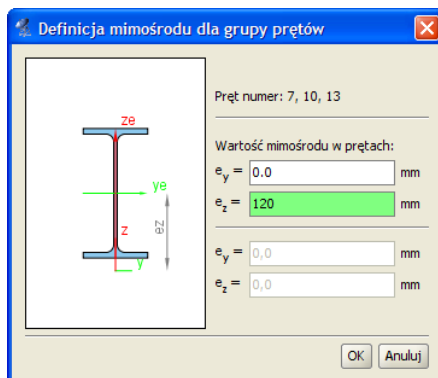 Definicja mimośrodu dla grupy prętów
ze
ye
ez
z
y
Pręt numer: 7, 10, 13
Wartość mimośrodu w prętach:
ey = 0.0 mm
ez = 120 mm
ey = 0,0 mm
ez = 0,0 mm
OK Anuluj